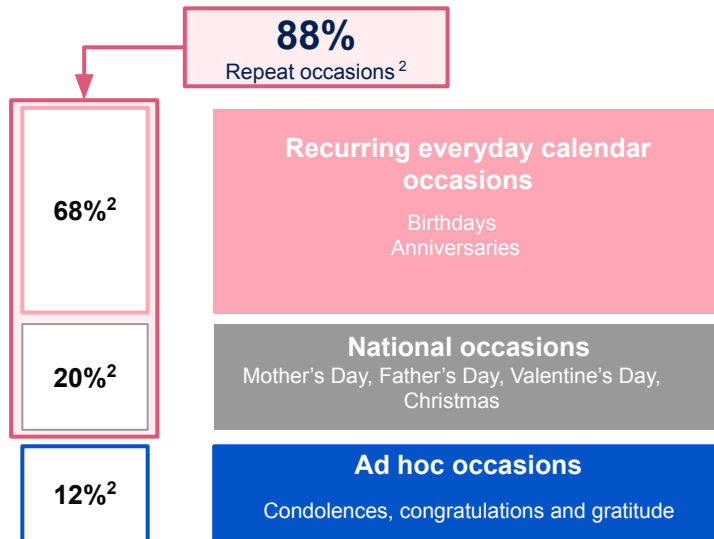 88%
Repeat occasions 2
68%2
Recurring everyday calendar
occasions
Birthdays
Anniversaries
20%2
National occasions
Mother’s Day, Father’s Day, Valentine’s Day,
Christmas
12%2
Ad hoc occasions
Condolences, congratulations and gratitude